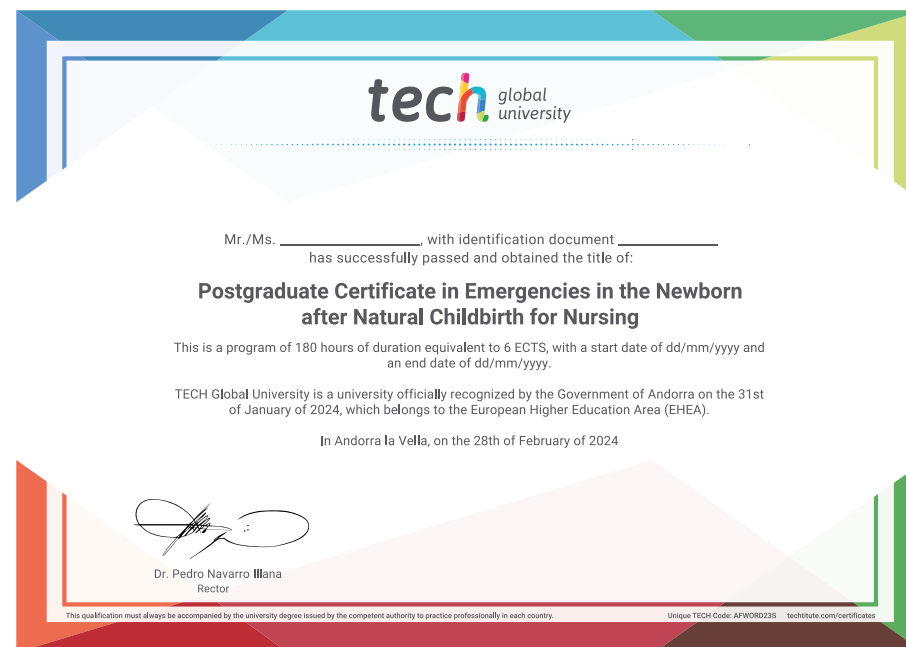 tech global university
Mr./Ms. ____________________, with identification document ______________
has successfully passed and obtained the title of:
Postgraduate Certificate in Emergencies in the Newborn
after Natural Childbirth for Nursing
This is a program of 180 hours of duration equivalent to 6 ECTS, with a start date of dd/mm/yyyy and
an end date of dd/mm/yyyy.
TECH Global University is a university officially recognized by the Government of Andorra on the 31st
of January of 2024, which belongs to the European Higher Education Area (EHEA).
In Andorra la Vella, on the 28th of February of 2024
Dr. Pedro Navarro Illana
Rector
This qualification must always be accompanied by the university degree issued by the competent authority to practice professionally in each country.
Unique TECH Code: AFWORD23S techtitute.com/certificates